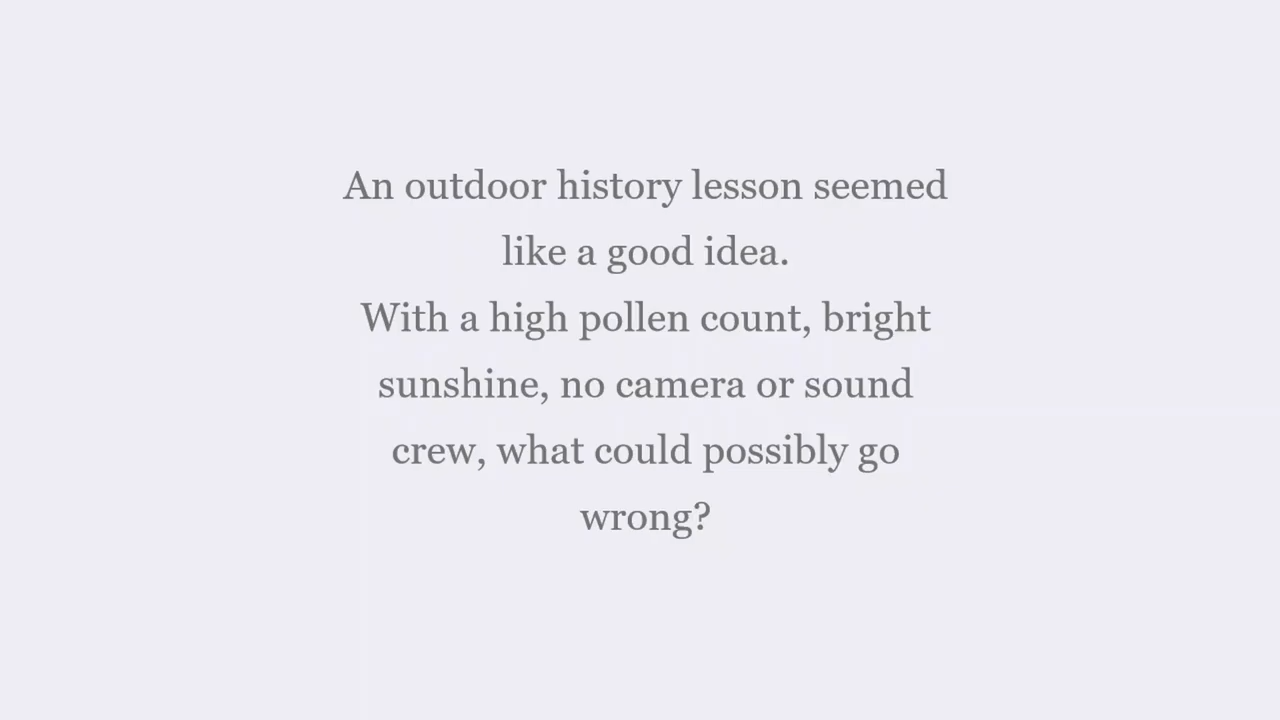 An outdoor history lesson seemed
like a good idea.
With a high pollen count, bright
sunshine, no camera or sound
crew, what could possibly go
wrong?